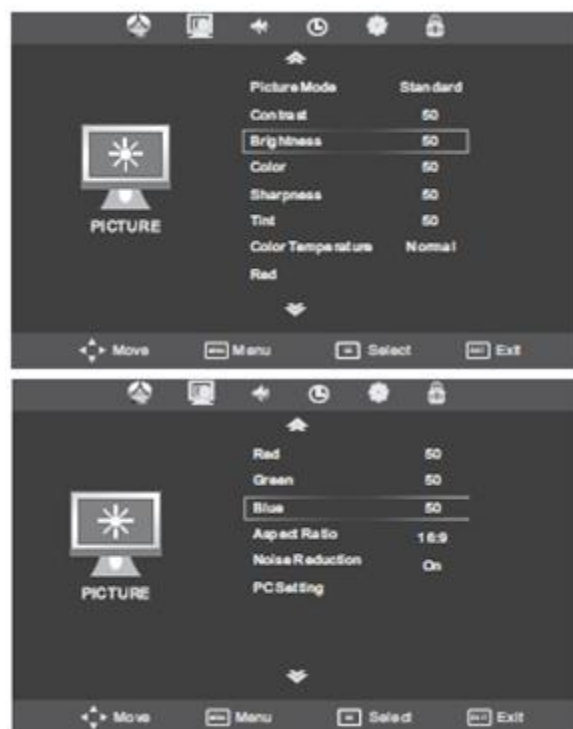 Picture Mode Standard
Contrast 50
Brightness 50
Color 50
Sharpness 50
Tint 50
Color Temperature Normal
Red
PICTURE
Move Menu Select Exit
Red 50
Green 50
Blue 50
Aspect Ratio 16:9
Noise Reduction On
PC Setting
PICTURE
Move Menu Select Exit